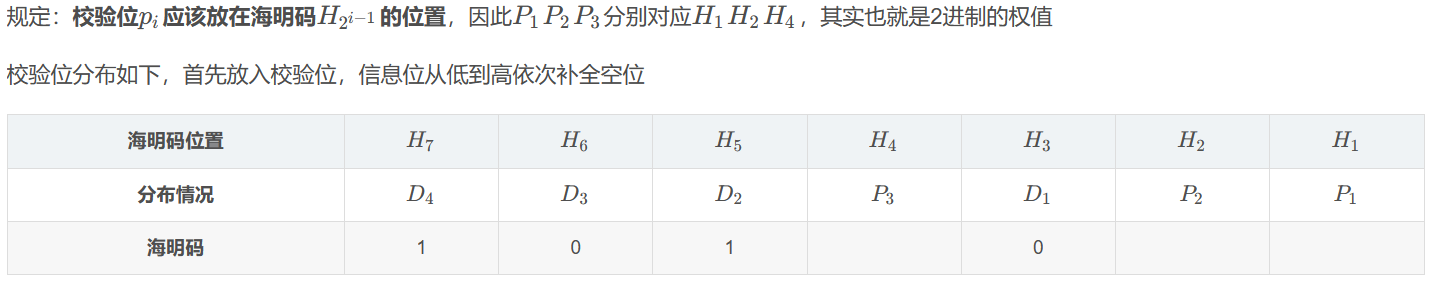 规定：校验位$p_i$应该放在海明码$H_{2^{i-1}}$的位置，因此$P_1 P_2 P_3$分别对应$H_1 H_2 H_4$，其实也就是2进制的权值
校验位分布如下，首先放入校验位，信息位从低到高依次补全空位
海明码位置 $H_7$ $H_6$ $H_5$ $H_4$ $H_3$ $H_2$ $H_1$
分布情况 $D_4$ $D_3$ $D_2$ $P_3$ $D_1$ $P_2$ $P_1$
海明码 1 0 1 0